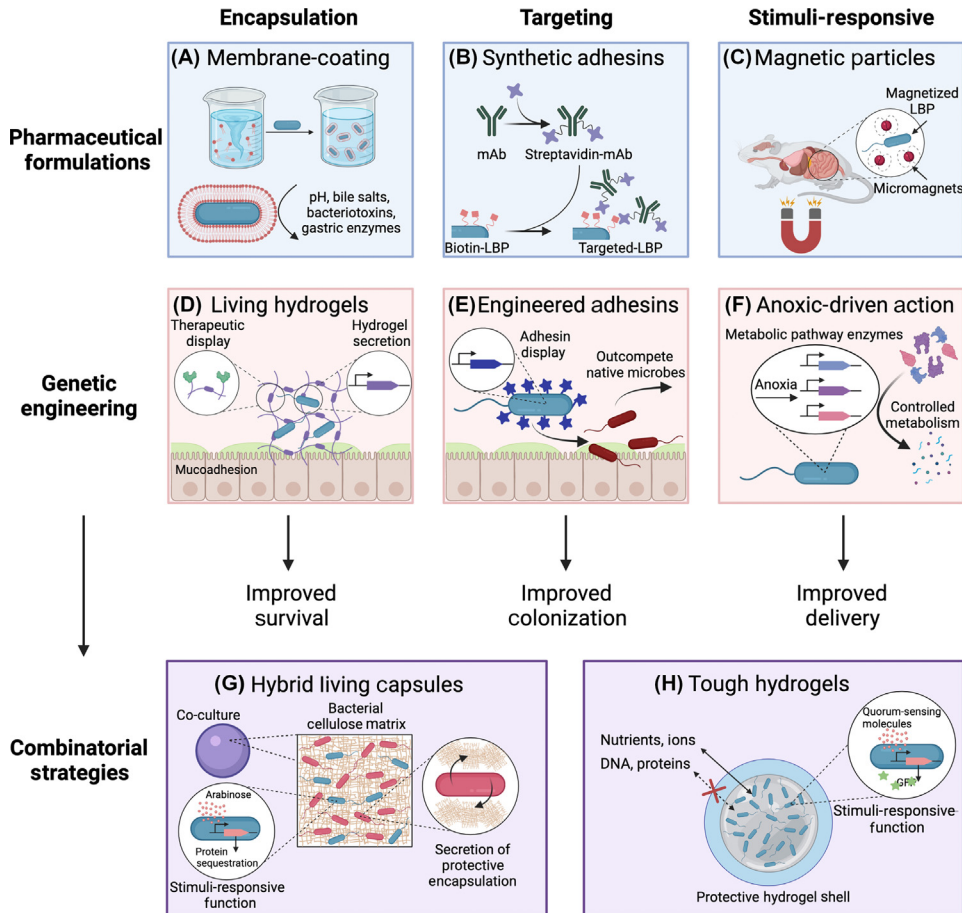 Encapsulation
Targeting
Stimuli-responsive
Pharmaceutical
formulations
(A) Membrane-coating
pH, bile salts,
bacteriotoxins,
gastric enzymes
(B) Synthetic adhesins
mAb
Streptavidin-mAb
Biotin-LBP
Targeted-LBP
(C) Magnetic particles
Magnetized
LBP
Micromagnets
Genetic
engineering
(D) Living hydrogels
Therapeutic
display
Hydrogel
secretion
Mucoadhesion
(E) Engineered adhesins
Adhesin
display
Outcompete
native microbes
(F) Anoxic-driven action
Metabolic pathway enzymes
Anoxia
Controlled
metabolism
Improved
survival
Improved
colonization
Improved
delivery
Combinatorial
strategies
(G) Hybrid living capsules
Co-culture
Bacterial
cellulose matrix
Arabinose
Protein
sequestration
Stimuli-responsive
function
Secretion of
protective
encapsulation
(H) Tough hydrogels
Nutrients, ions
DNA, proteins
Quorum-sensing
molecules
GFP
Stimuli-responsive
function
Protective hydrogel shell